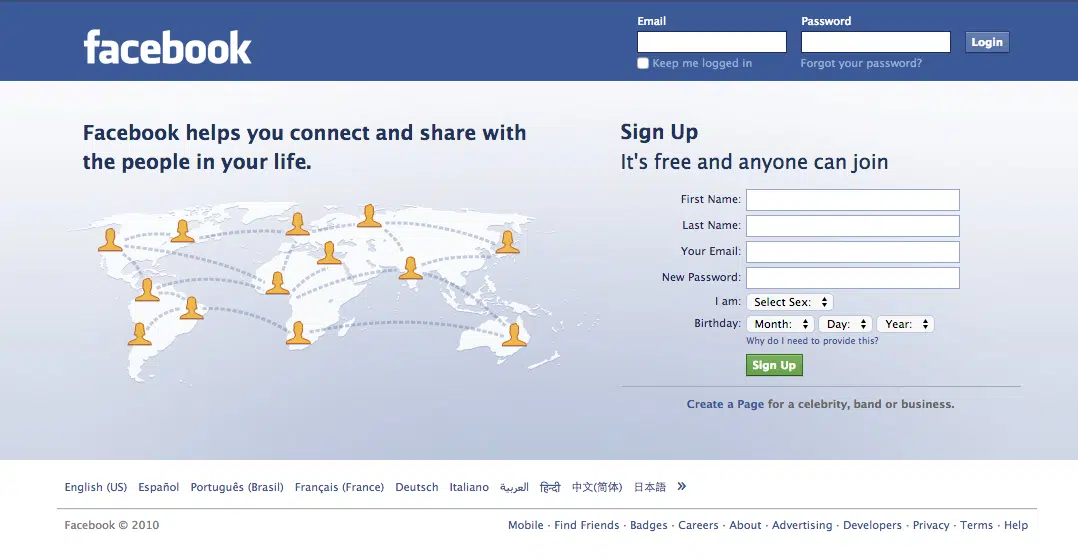 facebook
Email Password
Login
Keep me logged in Forgot your password?
Facebook helps you connect and share with
the people in your life.
Sign Up
It's free and anyone can join
First Name:
Last Name:
Your Email:
New Password:
I am: Select Sex:
Birthday: Month: Day: Year:
Why do I need to provide this?
Sign Up
Create a Page for a celebrity, band or business.
English (US) Español Português (Brasil) Français (France) Deutsch Italiano العربية हिन्दी 中文(简体) 日本語 »
Facebook © 2010 Mobile · Find Friends · Badges · Careers · About · Advertising · Developers · Privacy · Terms · Help